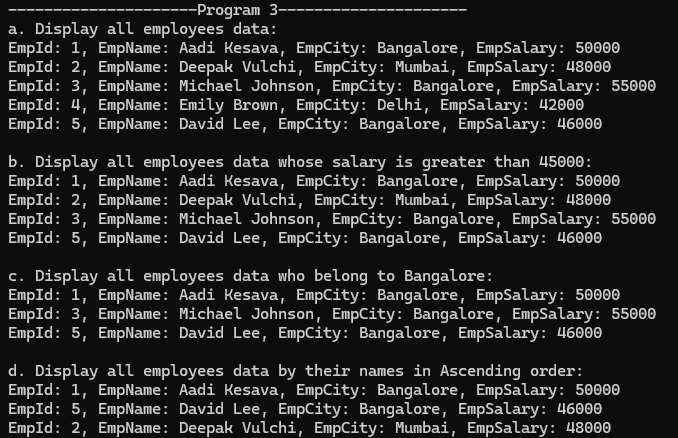 ---------------------Program 3---------------------
a. Display all employees data:
EmpId: 1, EmpName: Aadi Kesava, EmpCity: Bangalore, EmpSalary: 50000
EmpId: 2, EmpName: Deepak Vulchi, EmpCity: Mumbai, EmpSalary: 48000
EmpId: 3, EmpName: Michael Johnson, EmpCity: Bangalore, EmpSalary: 55000
EmpId: 4, EmpName: Emily Brown, EmpCity: Delhi, EmpSalary: 42000
EmpId: 5, EmpName: David Lee, EmpCity: Bangalore, EmpSalary: 46000
b. Display all employees data whose salary is greater than 45000:
EmpId: 1, EmpName: Aadi Kesava, EmpCity: Bangalore, EmpSalary: 50000
EmpId: 2, EmpName: Deepak Vulchi, EmpCity: Mumbai, EmpSalary: 48000
EmpId: 3, EmpName: Michael Johnson, EmpCity: Bangalore, EmpSalary: 55000
EmpId: 5, EmpName: David Lee, EmpCity: Bangalore, EmpSalary: 46000
c. Display all employees data who belong to Bangalore:
EmpId: 1, EmpName: Aadi Kesava, EmpCity: Bangalore, EmpSalary: 50000
EmpId: 3, EmpName: Michael Johnson, EmpCity: Bangalore, EmpSalary: 55000
EmpId: 5, EmpName: David Lee, EmpCity: Bangalore, EmpSalary: 46000
d. Display all employees data by their names in Ascending order:
EmpId: 1, EmpName: Aadi Kesava, EmpCity: Bangalore, EmpSalary: 50000
EmpId: 5, EmpName: David Lee, EmpCity: Bangalore, EmpSalary: 46000
EmpId: 2, EmpName: Deepak Vulchi, EmpCity: Mumbai, EmpSalary: 48000